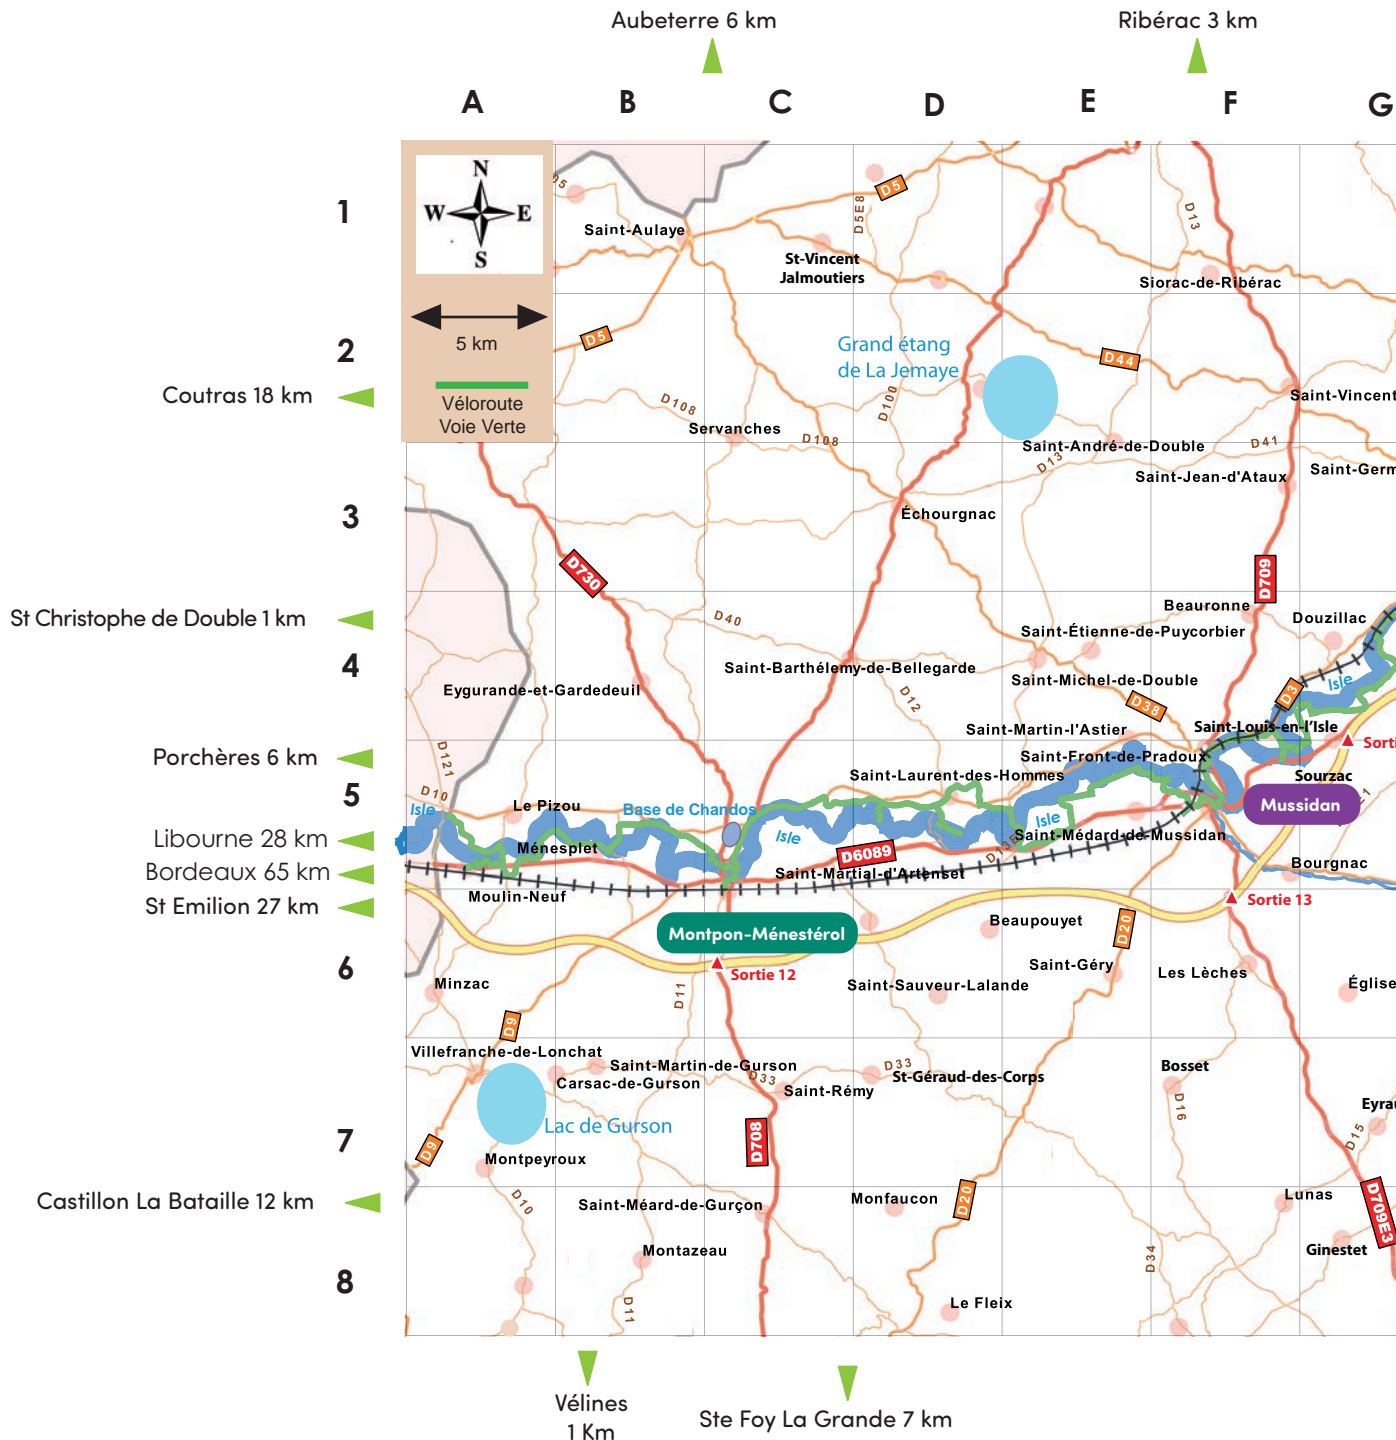 Aubeterre 6 km
Ribérac 3 km
A
B
C
D
E
F
G
N
W
E
S
1
05
D5
D5E8
D13
Saint-Aulaye
St-Vincent
Jalmoutiers
Siorac-de-Ribérac
2
5 km
D5
Grand étang
de La Jemaye
D44
Coutras 18 km
Véloroute
Voie Verte
D108
D100
Saint-Vincent
Servanches
D108
Saint-André-de-Double
D41
D13
Saint-Jean-d'Ataux
Saint-Germ
3
Échourgnac
D730
D709
St Christophe de Double 1 km
Beauronne
Douzillac
D40
Saint-Étienne-de-Puycorbier
4
Saint-Barthélemy-de-Bellegarde
Saint-Michel-de-Double
Isle
Eygurande-et-Gardedeuil
D12
D38
D3
Saint-Martin-l'Astier
Saint-Louis-en-l'Isle
Porchères 6 km
D121
Saint-Front-de-Pradoux
Sorti
Saint-Laurent-des-Hommes
Sourzac
5
D10
Isle
Le Pizou
Base de Chandos
Mussidan
21
Libourne 28 km
Isle
Isle
Saint-Médard-de-Mussidan
Ménesplet
D6089
D13E
Bordeaux 65 km
Saint-Martial-d'Artenset
Bourgnac
Moulin-Neuf
Sortie 13
St Emilion 27 km
Montpon-Ménestérol
Beaupouyet
D20
6
Sortie 12
Saint-Géry
Les Lèches
Minzac
D11
Saint-Sauveur-Lalande
Église
D9
Villefranche-de-Lonchat
Saint-Martin-de-Gurson
D33
D33
Carsac-de-Gurson
Saint-Rémy
St-Géraud-des-Corps
Bosset
D16
Eyrau
7
Lac de Gurson
D9
D708
D15
Montpeyroux
Castillon La Bataille 12 km
D10
Saint-Méard-de-Gurçon
Monfaucon
D20
Lunas
D709E3
Montazeau
Ginestet
D34
8
D11
Le Fleix
Vélines
1 Km
Ste Foy La Grande 7 km